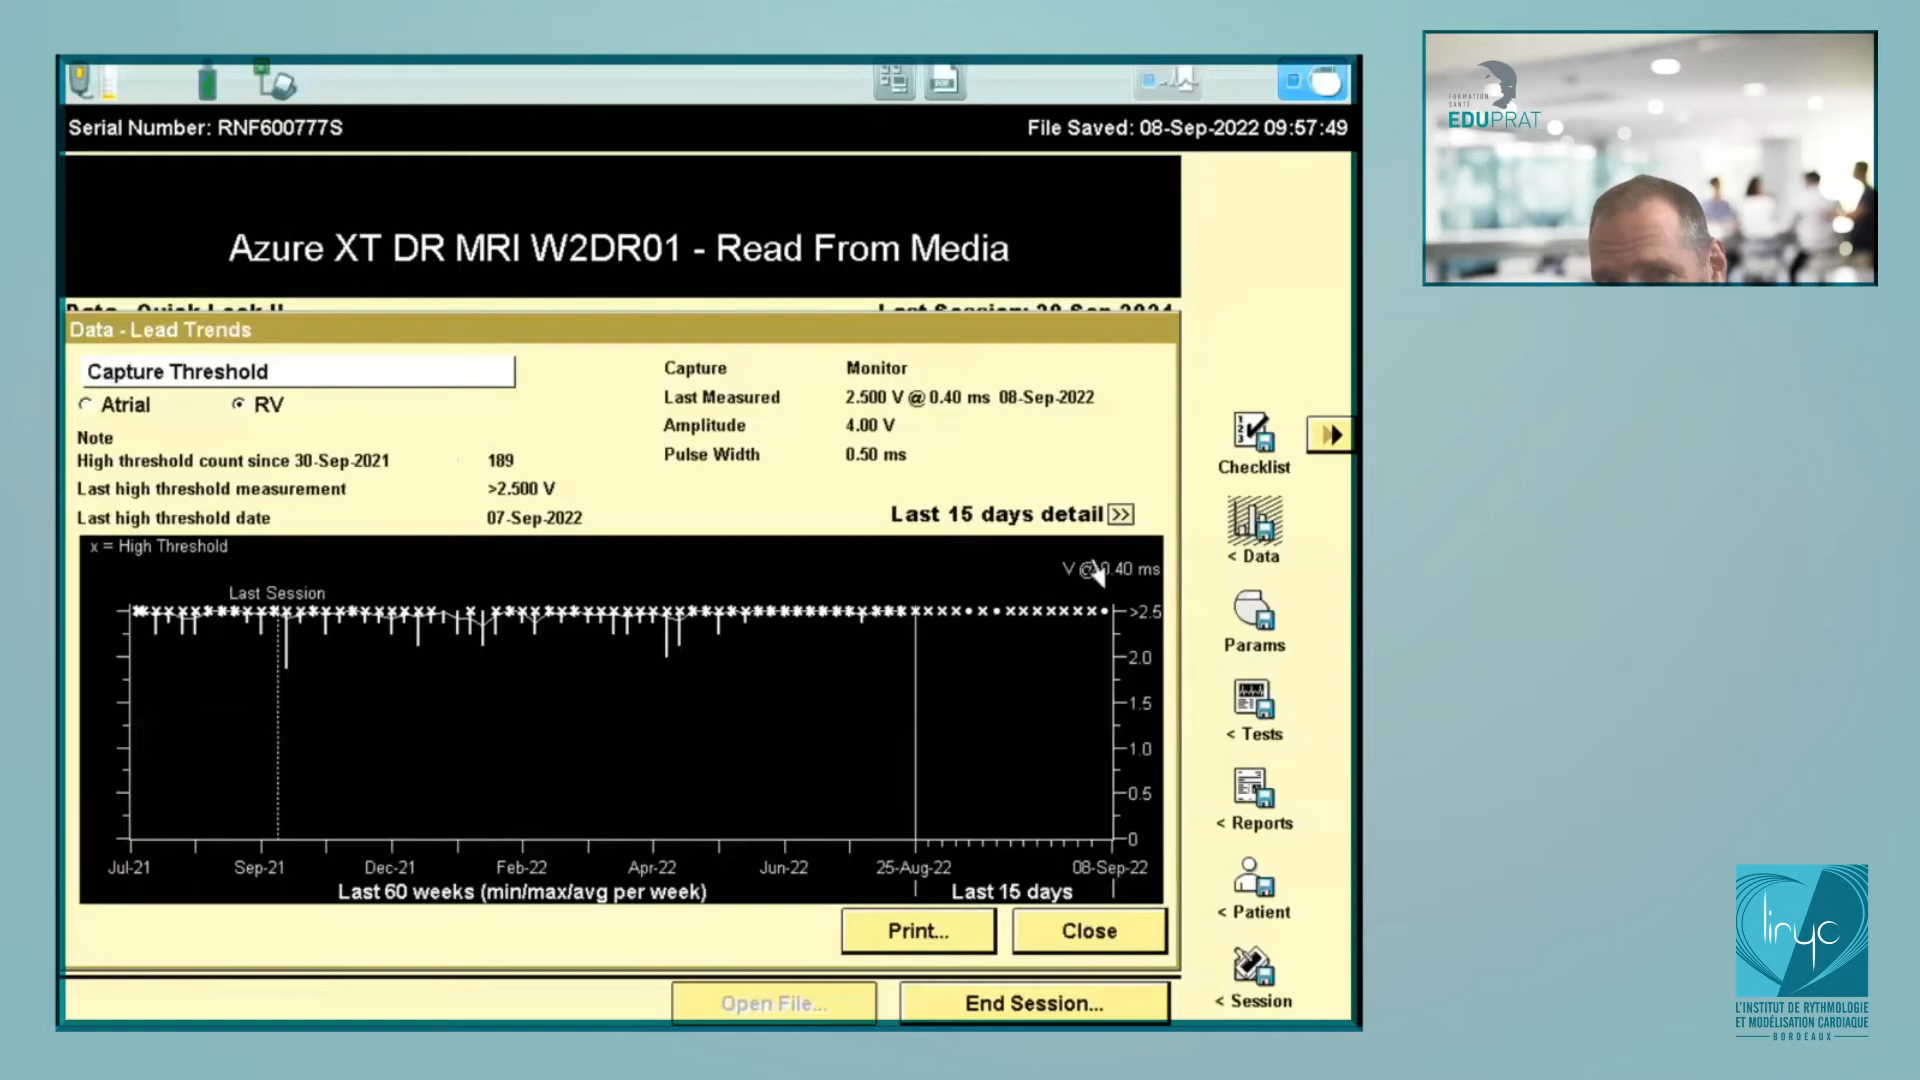 Serial Number: RNF600777S
File Saved: 08-Sep-2022 09:57:49
Azure XT DR MRI W2DR01 - Read From Media
Data - Lead Trends
Capture Threshold
Atrial
RV
Note
High threshold count since 30-Sep-2021 189
Last high threshold measurement >2.500 V
Last high threshold date 07-Sep-2022
Capture Monitor
Last Measured 2.500 V @ 0.40 ms 08-Sep-2022
Amplitude 4.00 V
Pulse Width 0.50 ms
Last 15 days detail >>
x = High Threshold
V @ 0.40 ms
Last Session
>2.5
2.0
1.5
1.0
0.5
0
Jul-21 Sep-21 Dec-21 Feb-22 Apr-22 Jun-22 25-Aug-22 08-Sep-22
Last 60 weeks (min/max/avg per week)
Last 15 days
Print...
Close
Open File...
End Session...
Checklist
< Data
Params
< Tests
< Reports
< Patient
< Session
FORMATION
SANTÉ
EDUPRAT
liryc
L'INSTITUT DE RYTHMOLOGIE
ET MODÉLISATION CARDIAQUE
BORDEAUX